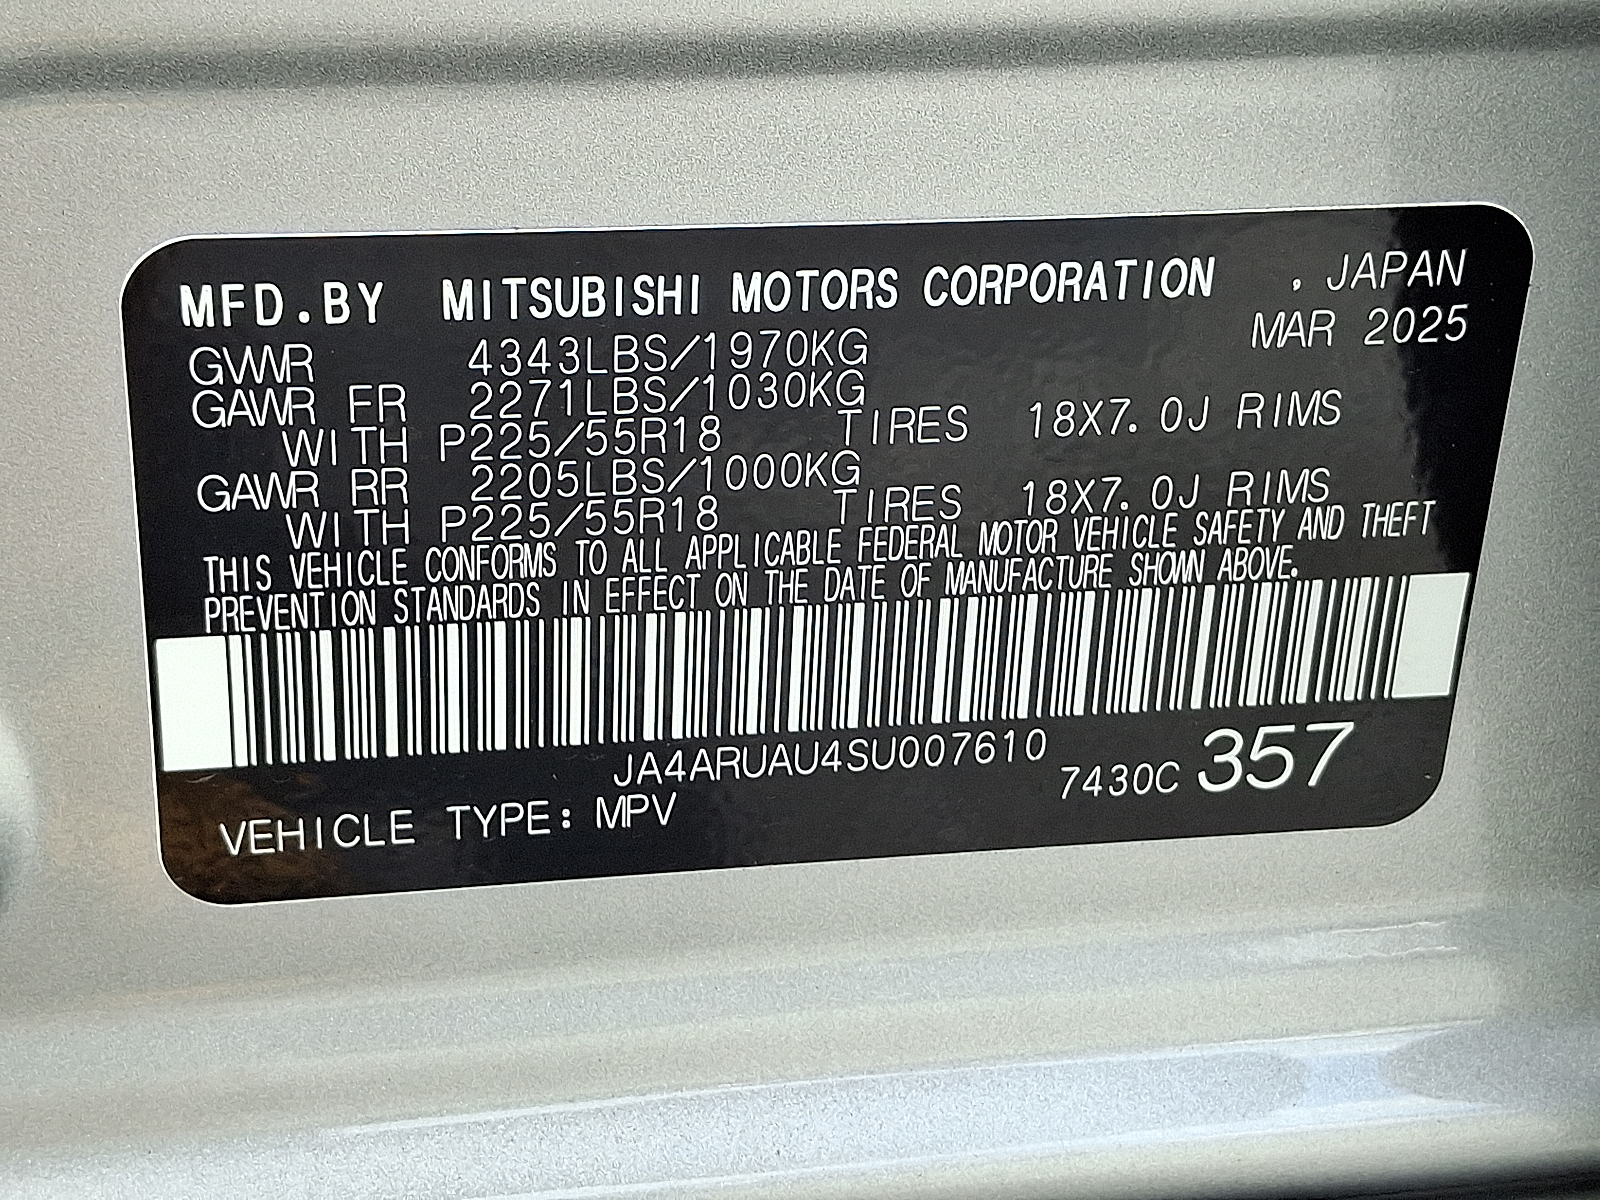 MFD.BY MITSUBISHI MOTORS CORPORATION , JAPAN
GVWR 4343LBS/1970KG MAR 2025
GAWR FR 2271LBS/1030KG
WITH P225/55R18 TIRES 18X7.0J RIMS
GAWR RR 2205LBS/1000KG
WITH P225/55R18 TIRES 18X7.0J RIMS
THIS VEHICLE CONFORMS TO ALL APPLICABLE FEDERAL MOTOR VEHICLE SAFETY AND THEFT
PREVENTION STANDARDS IN EFFECT ON THE DATE OF MANUFACTURE SHOWN ABOVE.
JA4ARUAU4SU007610
7430C 357
VEHICLE TYPE: MPV